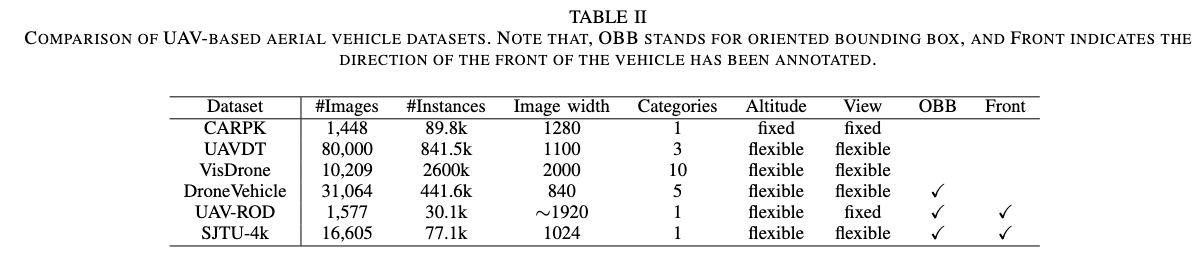 TABLE II
COMPARISON OF UAV-BASED AERIAL VEHICLE DATASETS. NOTE THAT, OBB STANDS FOR ORIENTED BOUNDING BOX, AND FRONT INDICATES THE
DIRECTION OF THE FRONT OF THE VEHICLE HAS BEEN ANNOTATED.
Dataset #Images #Instances Image width Categories Altitude View OBB Front
CARPK 1,448 89.8k 1280 1 fixed fixed
UAVDT 80,000 841.5k 1100 3 flexible flexible
VisDrone 10,209 2600k 2000 10 flexible flexible
DroneVehicle 31,064 441.6k 840 5 flexible flexible ✓
UAV-ROD 1,577 30.1k ~1920 1 flexible fixed ✓ ✓
SJTU-4k 16,605 77.1k 1024 1 flexible flexible ✓ ✓